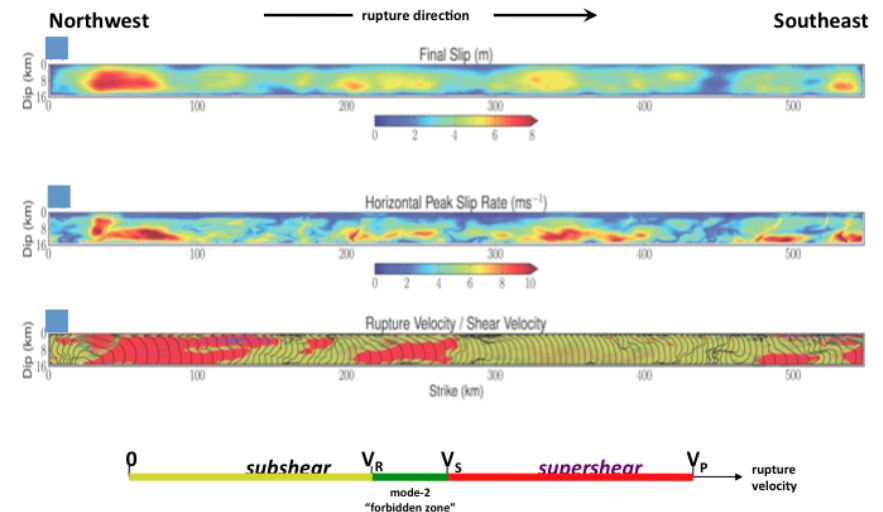 Northwest
rupture direction
Southeast
Final Slip (m)
Dip (km)
0
8
16
0 100 200 300 400 500
0 2 4 6 8
Horizontal Peak Slip Rate (ms⁻¹)
Dip (km)
0
8
16
0 100 200 300 400 500
0 2 4 6 8 10
Rupture Velocity / Shear Velocity
Dip (km)
0
8
16
0 100 200 300 400 500
Strike (km)
0 subshear VR VS supershear VP
rupture
velocity
mode-2
"forbidden zone"